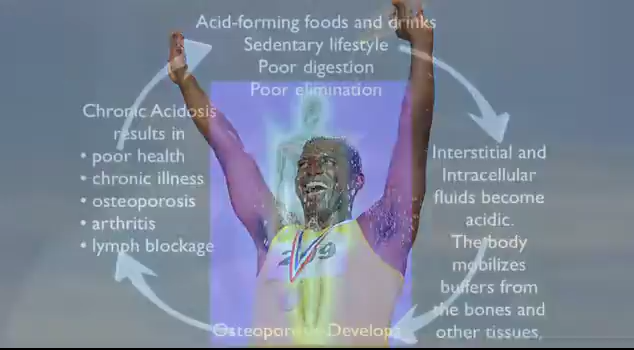 Acid-forming foods and drinks
Sedentary lifestyle
Poor digestion
Poor elimination
Interstitial and
Intracellular
fluids become
acidic.
The body
mobilizes
buffers from
the bones and
other tissues,
Osteoporosis Develops
Chronic Acidosis
results in
• poor health
• chronic illness
• osteoporosis
• arthritis
• lymph blockage